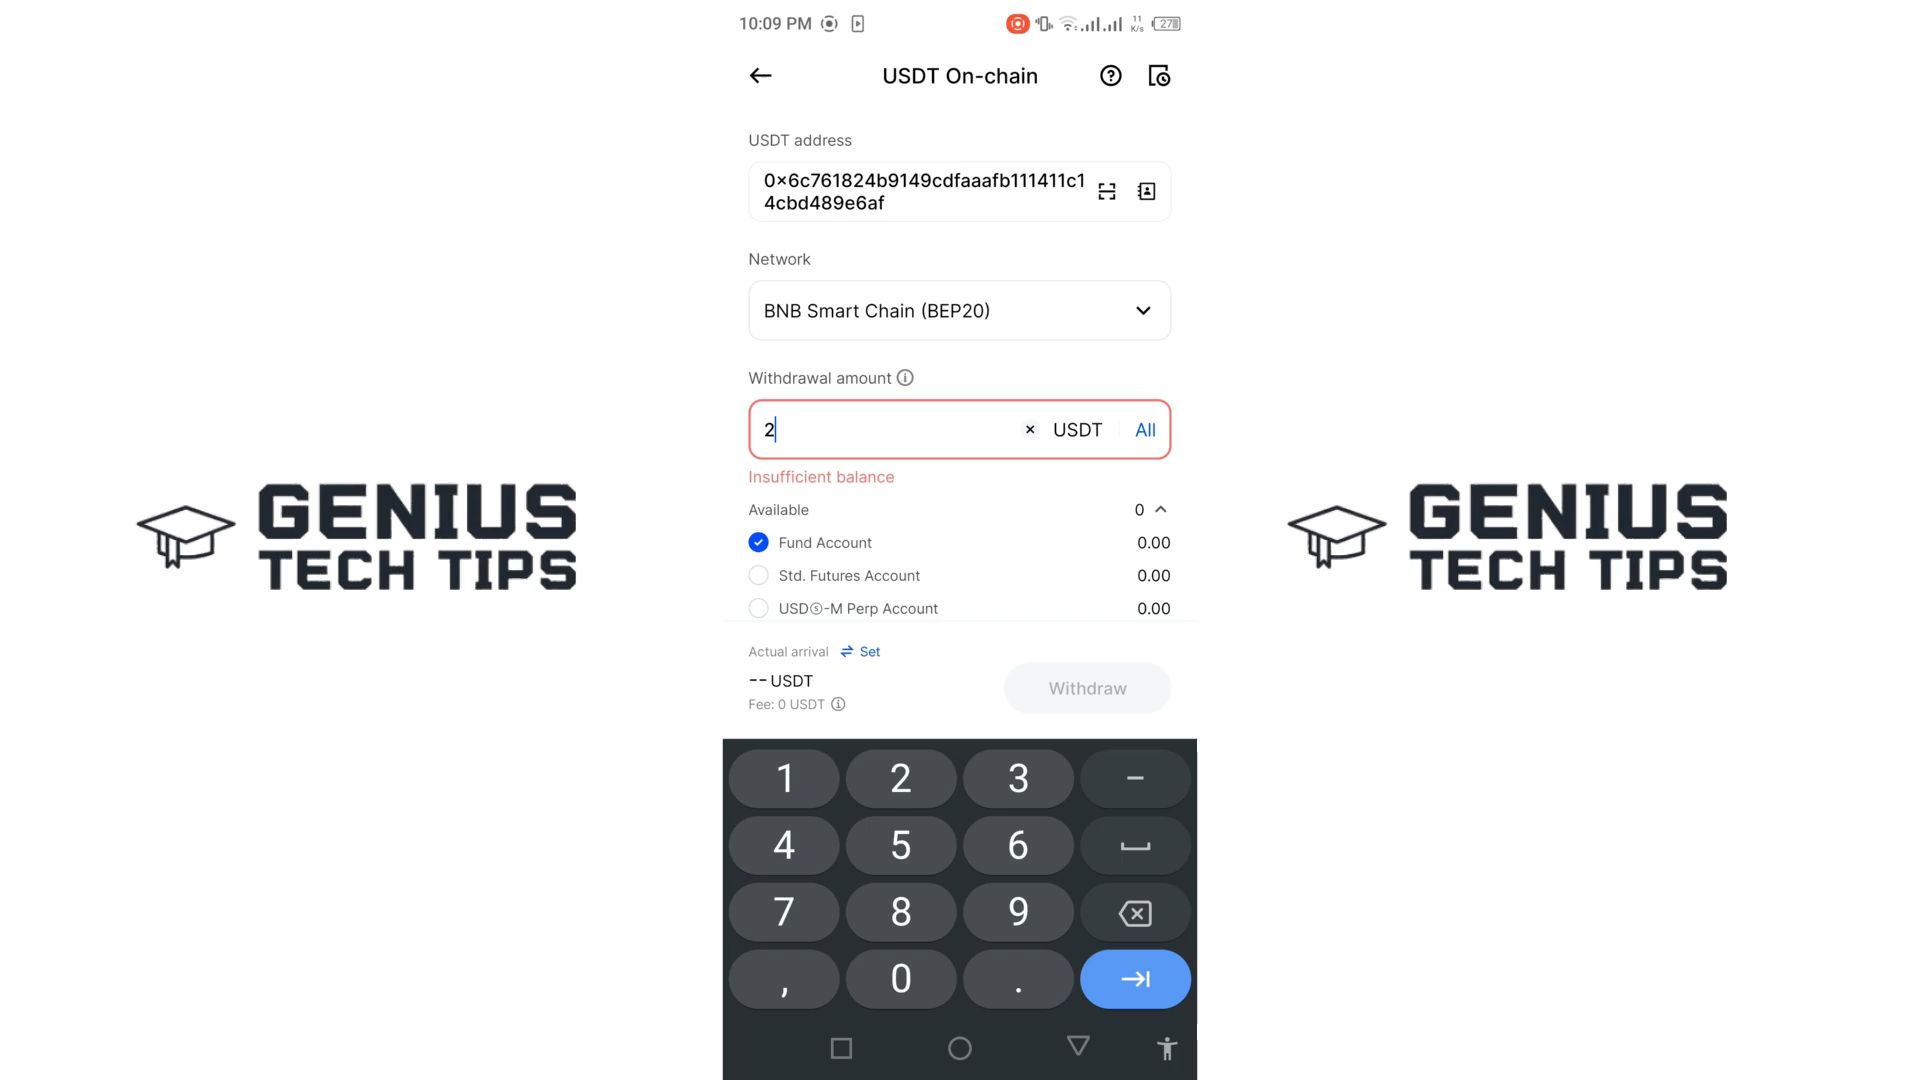 10:09 PM
11
K/s
27
USDT On-chain
USDT address
0x6c761824b9149cdfaaafb111411c1
4cbd489e6af
Network
BNB Smart Chain (BEP20)
Withdrawal amount
2
USDT
All
Insufficient balance
Available 0
Fund Account 0.00
Std. Futures Account 0.00
USDⓢ-M Perp Account 0.00
Actual arrival Set
-- USDT
Fee: 0 USDT
Withdraw
GENIUS
TECH TIPS
GENIUS
TECH TIPS
1 2 3 -
4 5 6
7 8 9
, 0 .